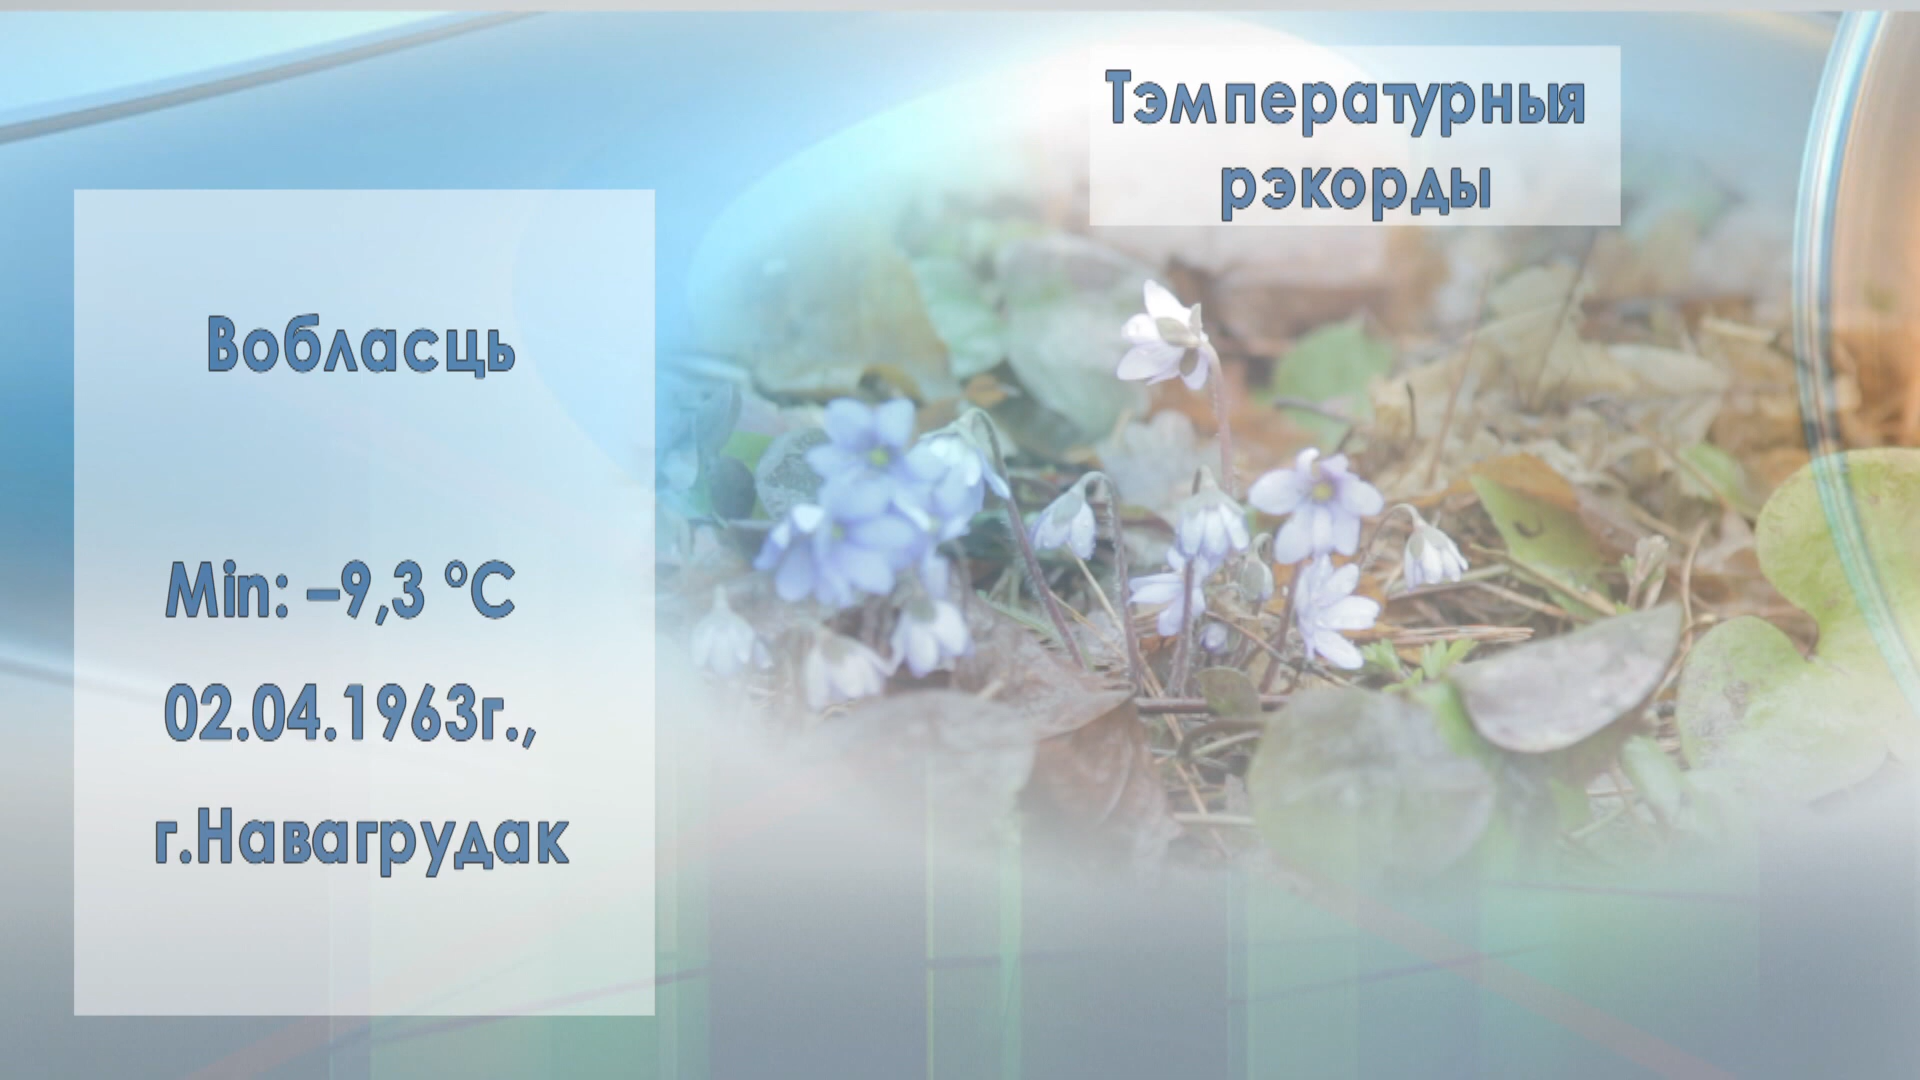 Тэмпературныя
рэкорды
Вобласць
Min: –9,3 °C
02.04.1963г.,
г.Навагрудак